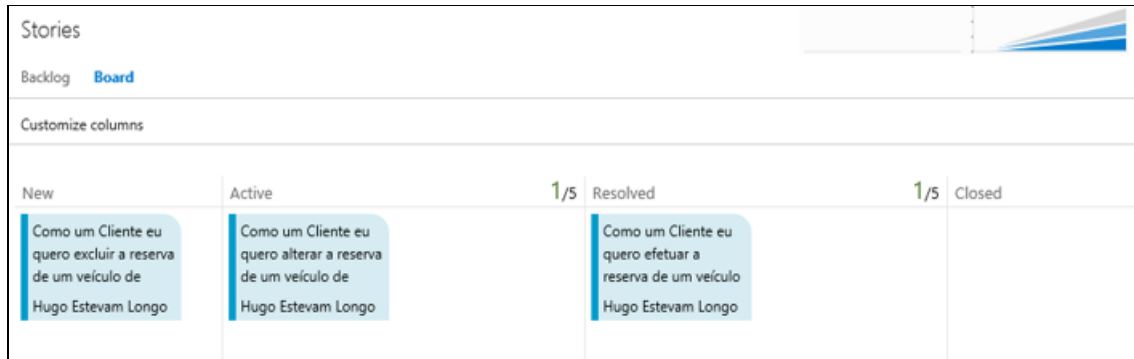 Stories
Backlog Board
Customize columns
New
Active 1/5
Resolved 1/5
Closed
Como um Cliente eu
quero excluir a reserva
de um veículo de
Hugo Estevam Longo
Como um Cliente eu
quero alterar a reserva
de um veículo de
Hugo Estevam Longo
Como um Cliente eu
quero efetuar a
reserva de um veículo
Hugo Estevam Longo